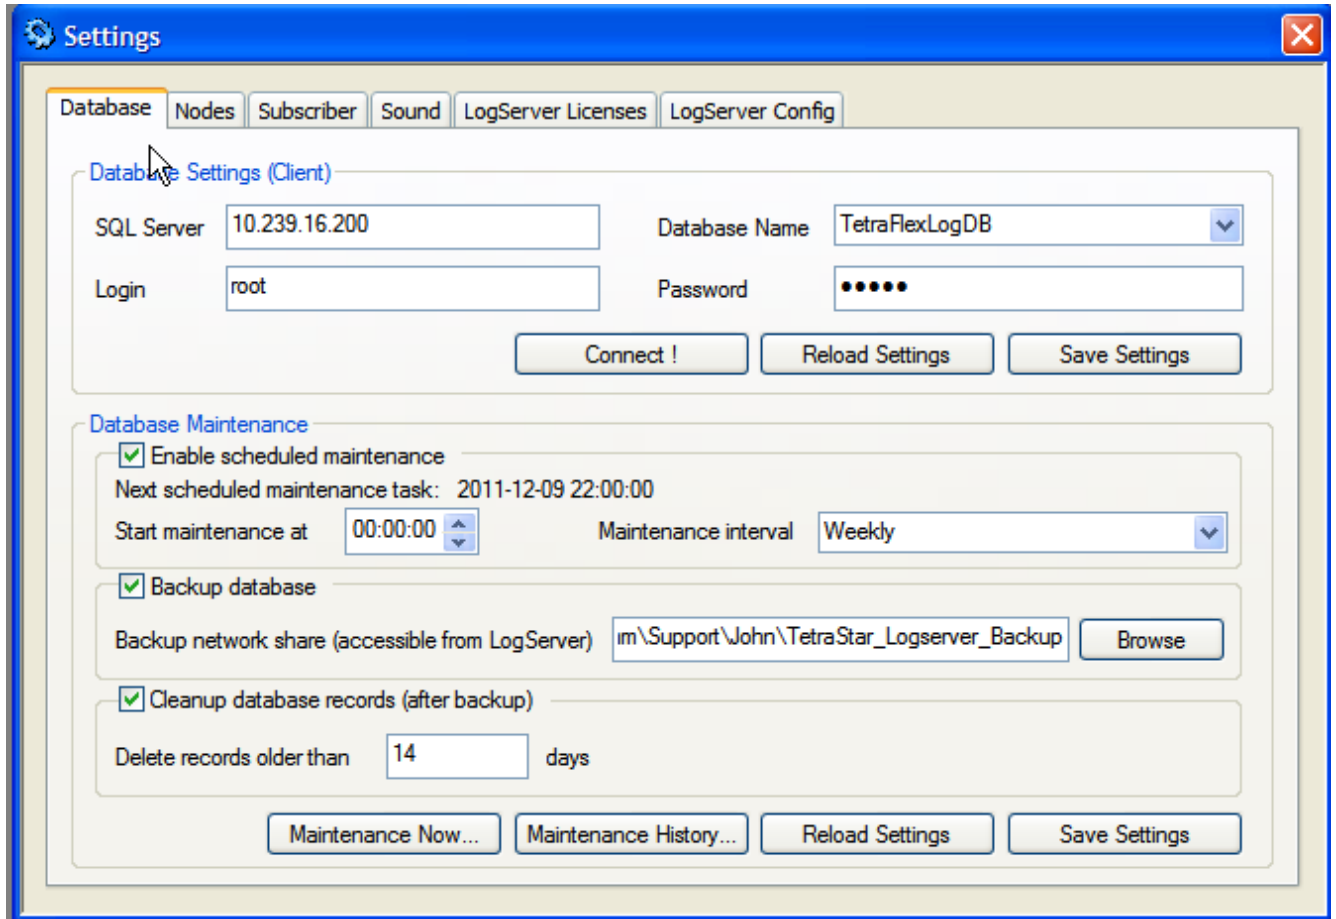 Settings
Database Nodes Subscriber Sound LogServer Licenses LogServer Config
Database Settings (Client)
SQL Server 10.239.16.200 Database Name TetraFlexLogDB
Login root Password •••••
Connect ! Reload Settings Save Settings
Database Maintenance
Enable scheduled maintenance
Next scheduled maintenance task: 2011-12-09 22:00:00
Start maintenance at 00:00:00 Maintenance interval Weekly
Backup database
Backup network share (accessible from LogServer) \Support\John\TetraStar_Logserver_Backup Browse
Cleanup database records (after backup)
Delete records older than 14 days
Maintenance Now... Maintenance History... Reload Settings Save Settings